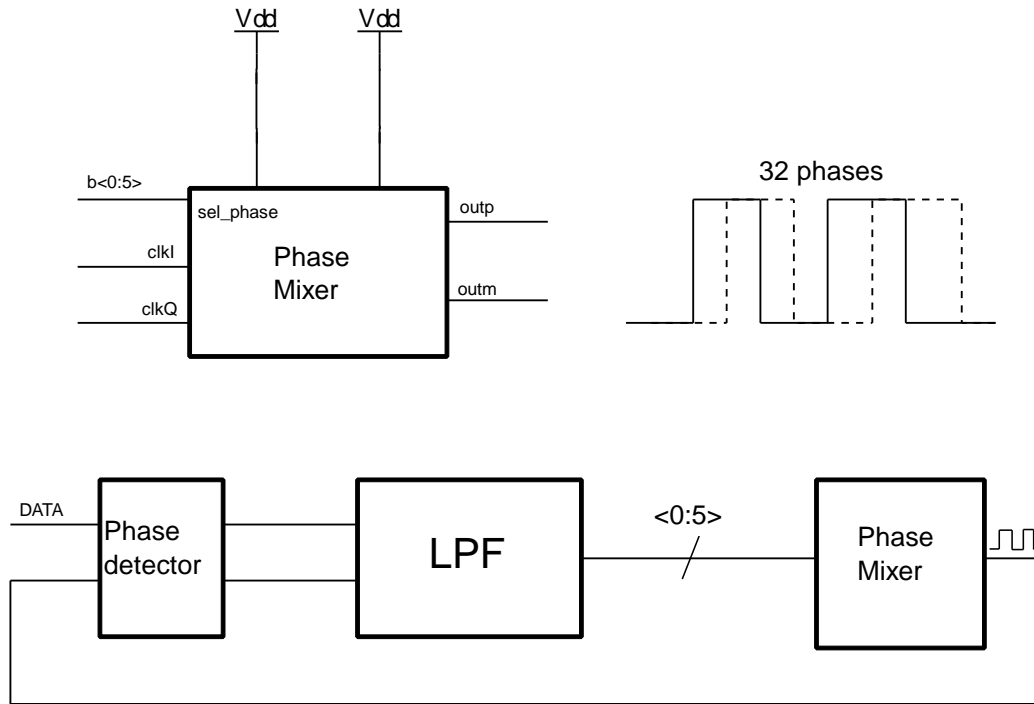 Vdd Vdd
b<0:5>
sel_phase
clkI
clkQ
Phase
Mixer
outp
outm
32 phases
DATA
Phase
detector
LPF
<0:5>
Phase
Mixer